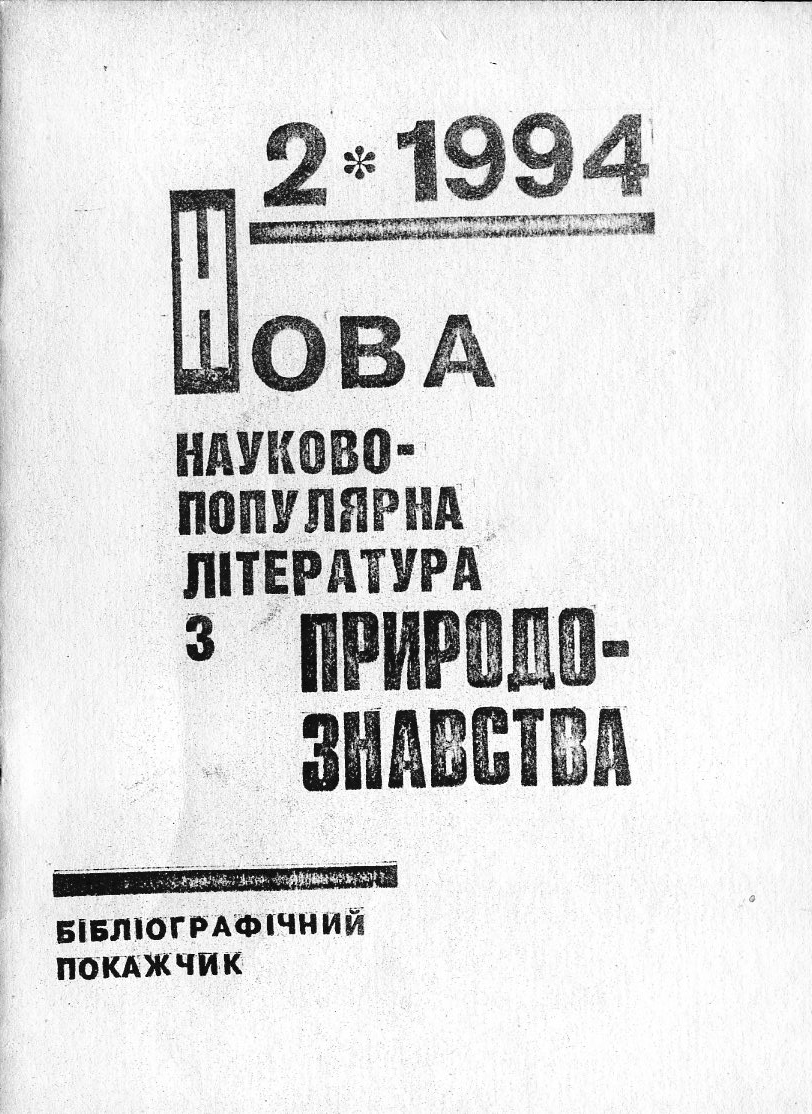 2*1994
НОВА
НАУКОВО-
ПОПУЛЯРНА
ЛІТЕРАТУРА
З ПРИРОДО-
ЗНАВСТВА
БІБЛІОГРАФІЧНИЙ
ПОКАЖЧИК